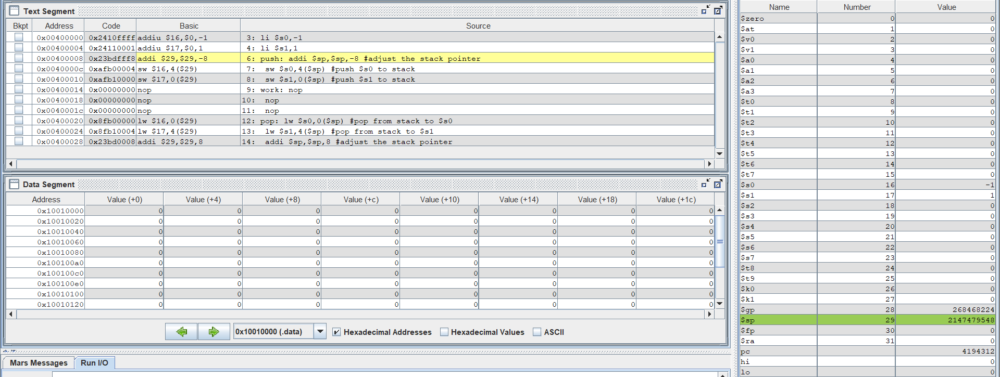 Text Segment
Bkpt Address Code Basic Source
0x00400000 0x2410ffff addiu $16,$0,-1 3: li $s0,-1
0x00400004 0x24110001 addiu $17,$0,1 4: li $s1,1
0x00400008 0x23bdfff8 addi $29,$29,-8 6: push: addi $sp,$sp,-8 #adjust the stack pointer
0x0040000c 0xafb00004 sw $16,4($29) 7: sw $s0,4($sp) #push $s0 to stack
0x00400010 0xafb10000 sw $17,0($29) 8: sw $s1,0($sp) #push $s1 to stack
0x00400014 0x00000000 nop 9: work: nop
0x00400018 0x00000000 nop 10: nop
0x0040001c 0x00000000 nop 11: nop
0x00400020 0x8fb00000 lw $16,0($29) 12: pop: lw $s0,0($sp) #pop from stack to $s0
0x00400024 0x8fb10004 lw $17,4($29) 13: lw $s1,4($sp) #pop from stack to $s1
0x00400028 0x23bd0008 addi $29,$29,8 14: addi $sp,$sp,8 #adjust the stack pointer
Data Segment
Address Value (+0) Value (+4) Value (+8) Value (+c) Value (+10) Value (+14) Value (+18) Value (+1c)
0x10010000 0 0 0 0 0 0 0 0
0x10010020 0 0 0 0 0 0 0 0
0x10010040 0 0 0 0 0 0 0 0
0x10010060 0 0 0 0 0 0 0 0
0x10010080 0 0 0 0 0 0 0 0
0x100100a0 0 0 0 0 0 0 0 0
0x100100c0 0 0 0 0 0 0 0 0
0x100100e0 0 0 0 0 0 0 0 0
0x10010100 0 0 0 0 0 0 0 0
0x10010120 0 0 0 0 0 0 0 0
0x10010000 (.data) Hexadecimal Addresses Hexadecimal Values ASCII
Mars Messages Run I/O
Name Number Value
$zero 0 0
$at 1 0
$v0 2 0
$v1 3 0
$a0 4 0
$a1 5 0
$a2 6 0
$a3 7 0
$t0 8 0
$t1 9 0
$t2 10 0
$t3 11 0
$t4 12 0
$t5 13 0
$t6 14 0
$t7 15 0
$s0 16 -1
$s1 17 1
$s2 18 0
$s3 19 0
$s4 20 0
$s5 21 0
$s6 22 0
$s7 23 0
$t8 24 0
$t9 25 0
$k0 26 0
$k1 27 0
$gp 28 268468224
$sp 29 2147479548
$fp 30 0
$ra 31 0
pc 4194312
hi 0
lo 0